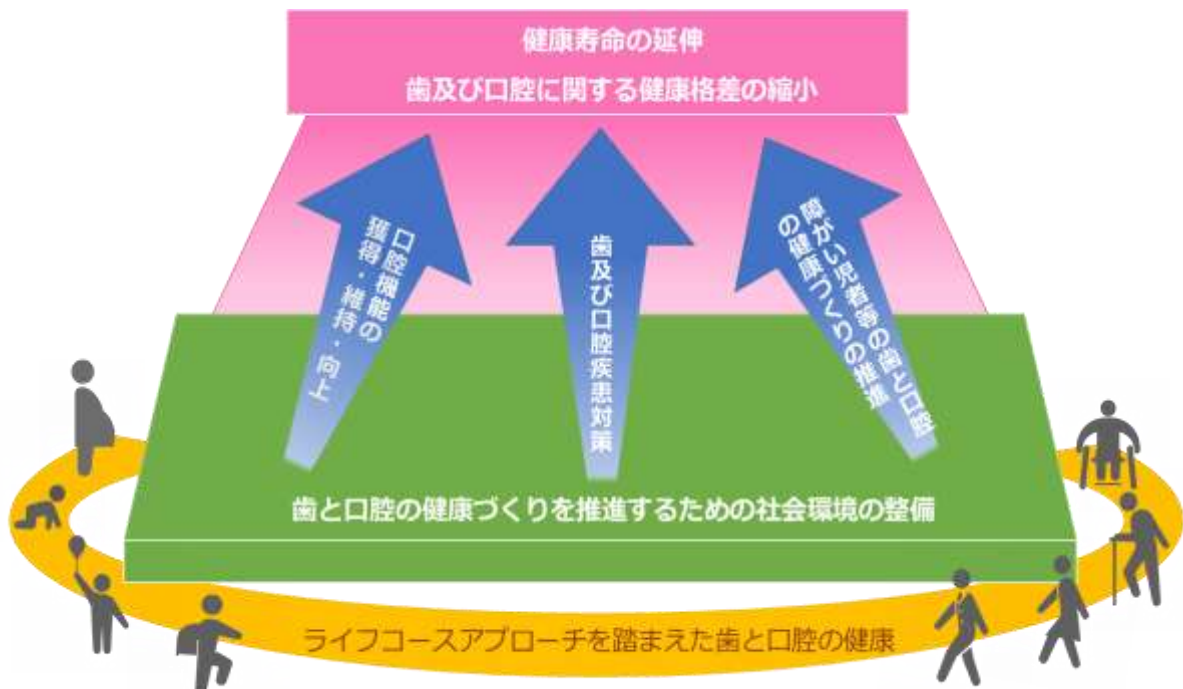 健康寿命の延伸
歯及び口腔に関する健康格差の縮小
口腔機能の
獲得・維持・向上
歯及び口腔疾患対策
障がい児者等の歯と口腔
の健康づくりの推進
歯と口腔の健康づくりを推進するための社会環境の整備
ライフコースアプローチを踏まえた歯と口腔の健康